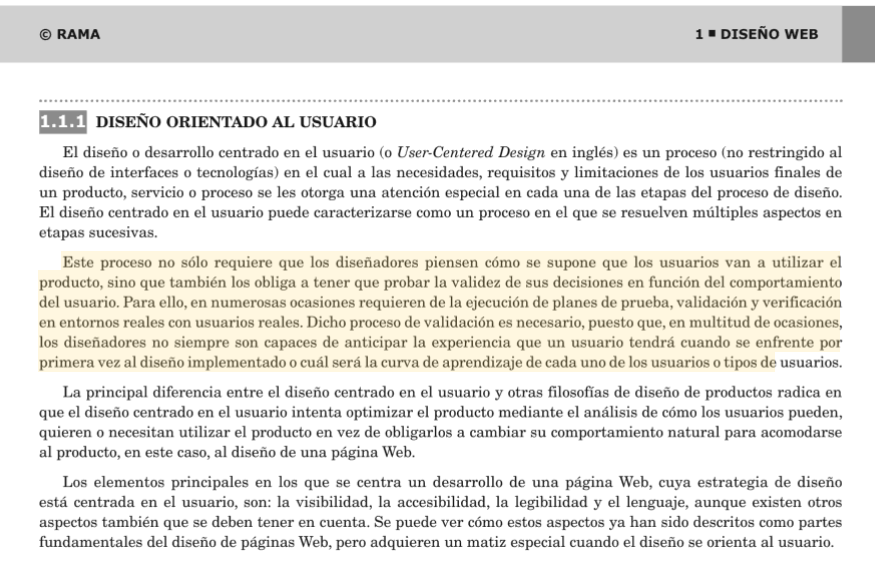 © RAMA
1 ■ DISEÑO WEB
1.1.1 DISEÑO ORIENTADO AL USUARIO
El diseño o desarrollo centrado en el usuario (o User-Centered Design en inglés) es un proceso (no restringido al
diseño de interfaces o tecnologías) en el cual a las necesidades, requisitos y limitaciones de los usuarios finales de
un producto, servicio o proceso se les otorga una atención especial en cada una de las etapas del proceso de diseño.
El diseño centrado en el usuario puede caracterizarse como un proceso en el que se resuelven múltiples aspectos en
etapas sucesivas.
Este proceso no sólo requiere que los diseñadores piensen cómo se supone que los usuarios van a utilizar el
producto, sino que también los obliga a tener que probar la validez de sus decisiones en función del comportamiento
del usuario. Para ello, en numerosas ocasiones requieren de la ejecución de planes de prueba, validación y verificación
en entornos reales con usuarios reales. Dicho proceso de validación es necesario, puesto que, en multitud de ocasiones,
los diseñadores no siempre son capaces de anticipar la experiencia que un usuario tendrá cuando se enfrente por
primera vez al diseño implementado o cuál será la curva de aprendizaje de cada uno de los usuarios o tipos de usuarios.
La principal diferencia entre el diseño centrado en el usuario y otras filosofías de diseño de productos radica en
que el diseño centrado en el usuario intenta optimizar el producto mediante el análisis de cómo los usuarios pueden,
quieren o necesitan utilizar el producto en vez de obligarlos a cambiar su comportamiento natural para acomodarse
al producto, en este caso, al diseño de una página Web.
Los elementos principales en los que se centra un desarrollo de una página Web, cuya estrategia de diseño
está centrada en el usuario, son: la visibilidad, la accesibilidad, la legibilidad y el lenguaje, aunque existen otros
aspectos también que se deben tener en cuenta. Se puede ver cómo estos aspectos ya han sido descritos como partes
fundamentales del diseño de páginas Web, pero adquieren un matiz especial cuando el diseño se orienta al usuario.